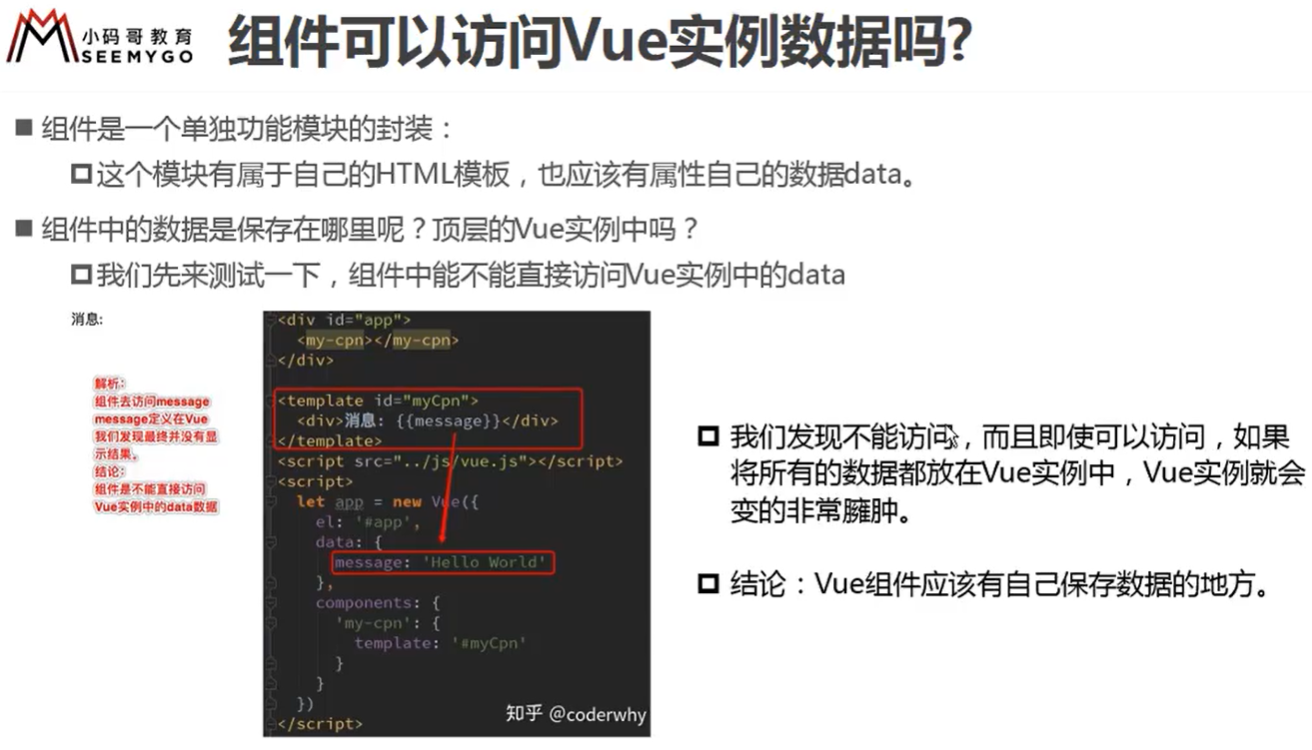 小码哥教育
SEEMYGO
组件可以访问Vue实例数据吗?
组件是一个单独功能模块的封装：
这个模块有属于自己的HTML模板，也应该有属性自己的数据data。
组件中的数据是保存在哪里呢？顶层的Vue实例中吗？
我们先来测试一下，组件中能不能直接访问Vue实例中的data
消息:
解析：
组件去访问message
message定义在Vue
我们发现最终并没有显
示结果。
结论：
组件是不能直接访问
Vue实例中的data数据
<div id="app">
<my-cpn></my-cpn>
</div>
<template id="myCpn">
<div>消息: {{message}}</div>
</template>
<script src="../js/vue.js"></script>
<script>
let app = new Vue({
el: '#app',
data: {
message: 'Hello World'
},
components: {
'my-cpn': {
template: '#myCpn'
}
}
})
</script>
知乎 @coderwhy
我们发现不能访问，而且即使可以访问，如果
将所有的数据都放在Vue实例中，Vue实例就会
变的非常臃肿。
结论：Vue组件应该有自己保存数据的地方。